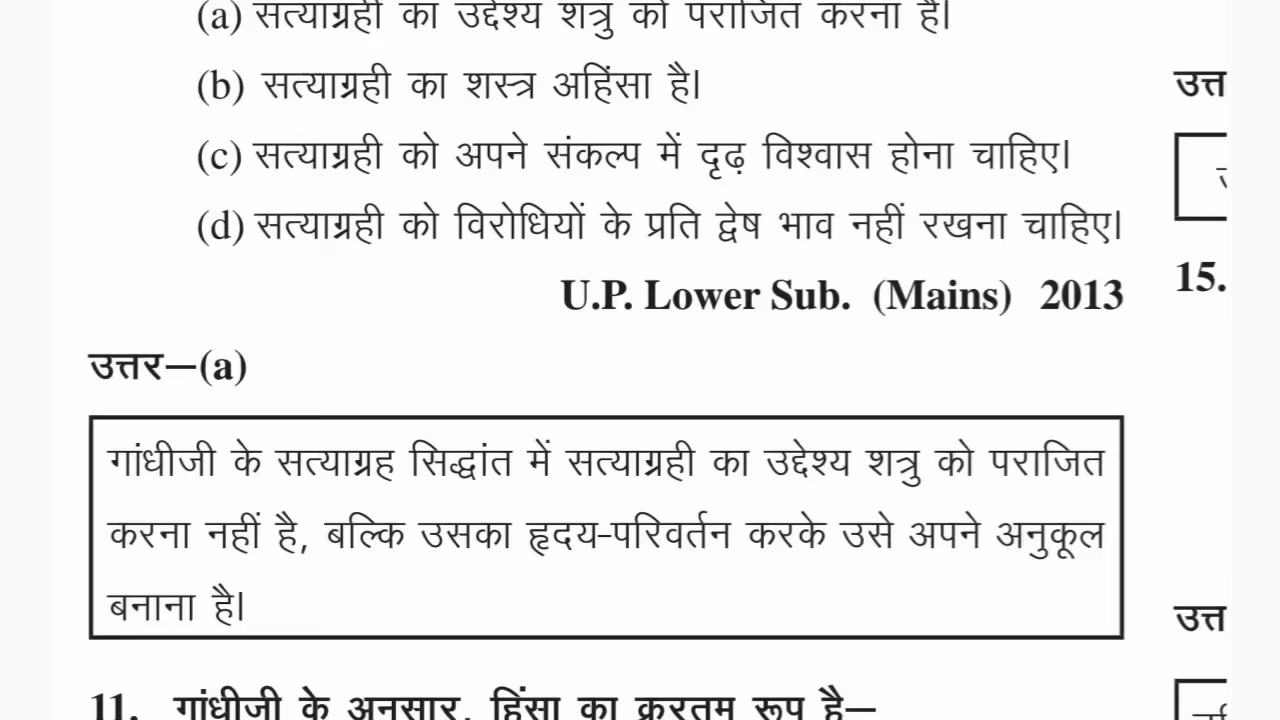 (a) सत्याग्रही का उद्देश्य शत्रु को पराजित करना है।
(b) सत्याग्रही का शस्त्र अहिंसा है।
(c) सत्याग्रही को अपने संकल्प में दृढ़ विश्वास होना चाहिए।
(d) सत्याग्रही को विरोधियों के प्रति द्वेष भाव नहीं रखना चाहिए।
U.P. Lower Sub. (Mains) 2013
उत्तर—(a)
गांधीजी के सत्याग्रह सिद्धांत में सत्याग्रही का उद्देश्य शत्रु को पराजित
करना नहीं है, बल्कि उसका हृदय-परिवर्तन करके उसे अपने अनुकूल
बनाना है।
11. गांधीजी के अनुसार, हिंसा का क्रूरतम रूप है—
उत्त
15.
उत्त